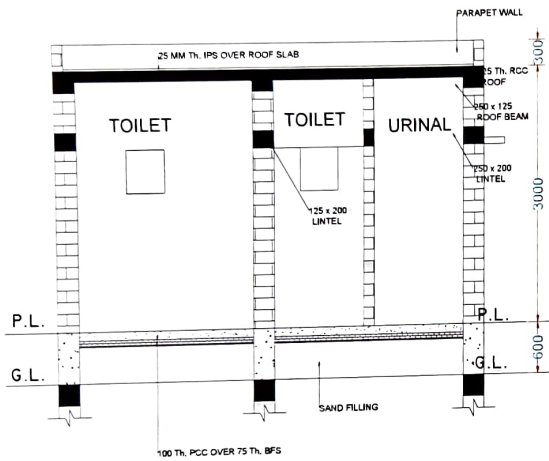 PARAPET WALL
25 MM Th. IPS OVER ROOF SLAB
300
25 Th. RCC
ROOF
250 x 125
ROOF BEAM
TOILET
TOILET
URINAL
250 x 200
LINTEL
125 x 200
LINTEL
3000
P.L.
P.L.
600
G.L.
G.L.
SAND FILLING
100 Th. PCC OVER 75 Th. BFS